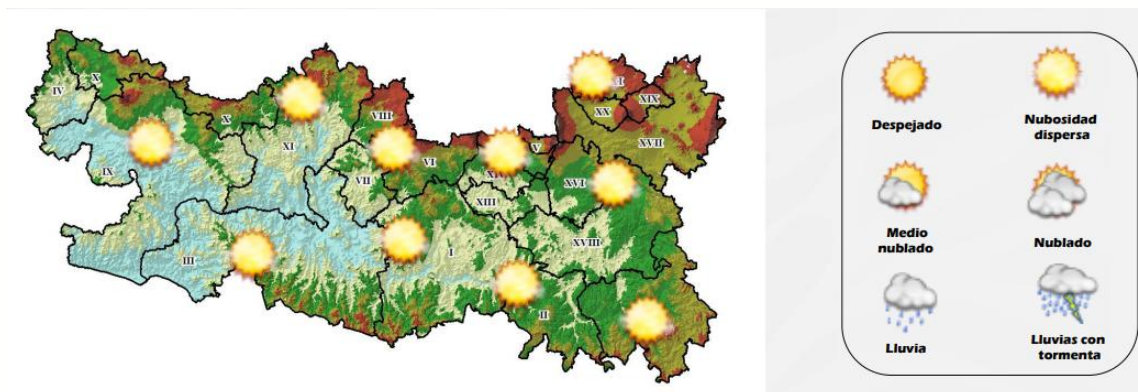 IV
X
IX
X
XI
VIII
VII
VI
V
XIII
XVI
XX
XIX
XVII
XVIII
III
I
II
Despejado
Nubosidad
dispersa
Medio
nublado
Nublado
Lluvia
Lluvias con
tormenta